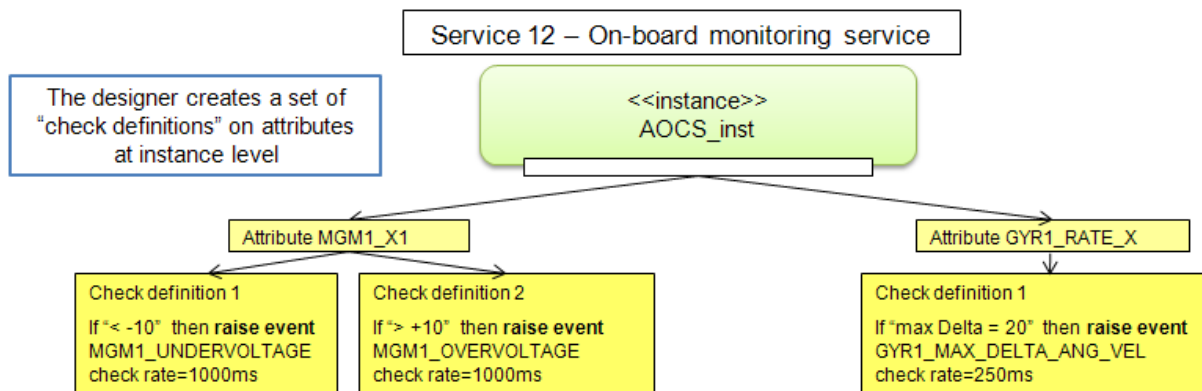 Service 12 – On-board monitoring service
The designer creates a set of
“check definitions” on attributes
at instance level
<<instance>>
AOCS_inst
Attribute MGM1_X1
Attribute GYR1_RATE_X
Check definition 1
If “< -10” then raise event
MGM1_UNDERVOLTAGE
check rate=1000ms
Check definition 2
If “> +10” then raise event
MGM1_OVERVOLTAGE
check rate=1000ms
Check definition 1
If “max Delta = 20” then raise event
GYR1_MAX_DELTA_ANG_VEL
check rate=250ms